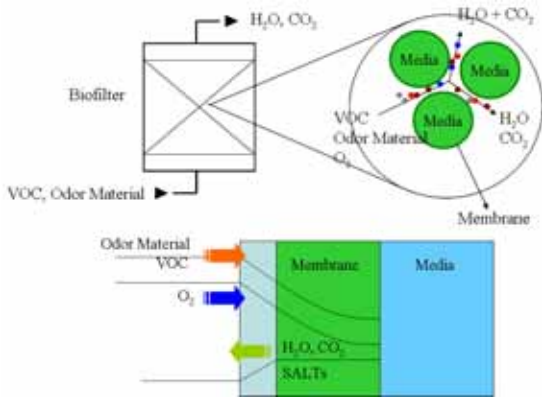 H₂O, CO₂
Biofilter
VOC, Odor Material
H₂O + CO₂
Media
Media
Media
VOC
Odor Material
O₂
H₂O
CO₂
Membrane
Odor Material
VOC
O₂
Membrane
Media
H₂O, CO₂
SALTs